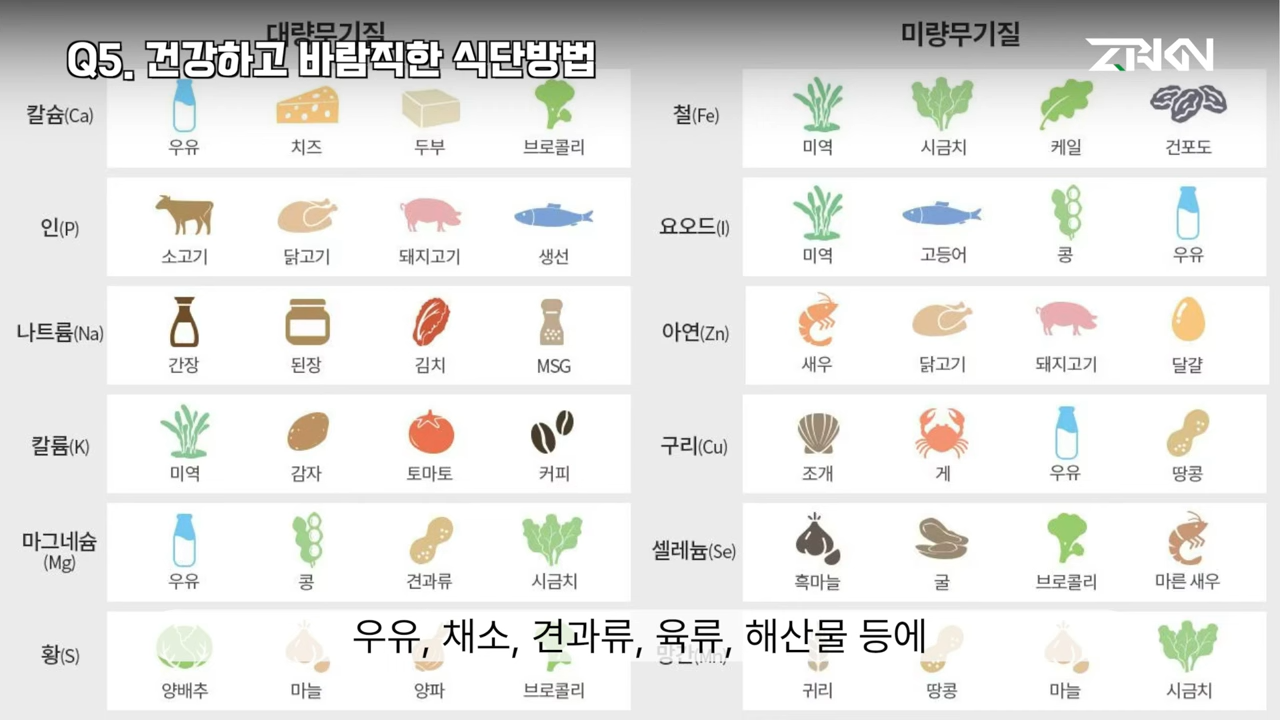 대량무기질
미량무기질
Q5. 건강하고 바람직한 식단방법
ZRKN
칼슘(Ca)
우유 치즈 두부 브로콜리
인(P)
소고기 닭고기 돼지고기 생선
나트륨(Na)
간장 된장 김치 MSG
칼륨(K)
미역 감자 토마토 커피
마그네슘
(Mg)
우유 콩 견과류 시금치
황(S)
양배추 마늘 양파 브로콜리
철(Fe)
미역 시금치 케일 건포도
요오드(I)
미역 고등어 콩 우유
아연(Zn)
새우 닭고기 돼지고기 달걀
구리(Cu)
조개 게 우유 땅콩
셀레늄(Se)
흑마늘 굴 브로콜리 마른 새우
망간(Mn)
귀리 땅콩 마늘 시금치
우유, 채소, 견과류, 육류, 해산물 등에